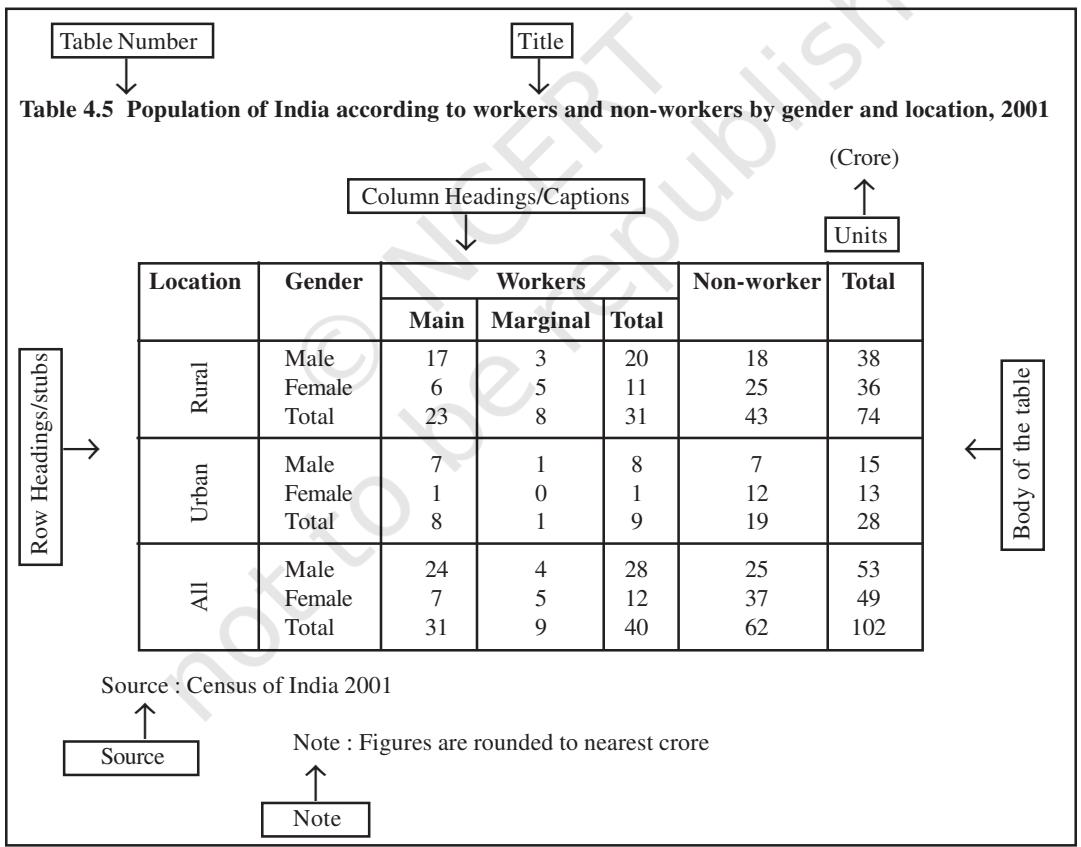 Table Number Title
Table 4.5 Population of India according to workers and non-workers by gender and location, 2001
(Crore)
Column Headings/Captions
Units
Location Gender Workers Non-worker Total
Main Marginal Total
Row Headings/stubs
Rural
Male 17 3 20 18 38
Female 6 5 11 25 36
Total 23 8 31 43 74
Urban
Male 7 1 8 7 15
Female 1 0 1 12 13
Total 8 1 9 19 28
All
Male 24 4 28 25 53
Female 7 5 12 37 49
Total 31 9 40 62 102
Body of the table
Source : Census of India 2001
Source
Note : Figures are rounded to nearest crore
Note
© NCERT
not to be republish